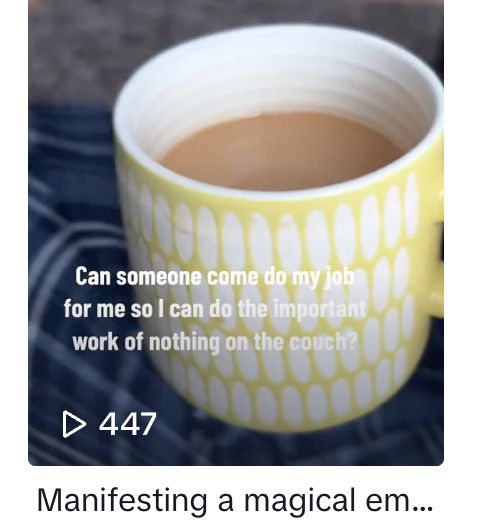 Can someone come do my job
for me so I can do the important
work of nothing on the couch?
447
Manifesting a magical em...